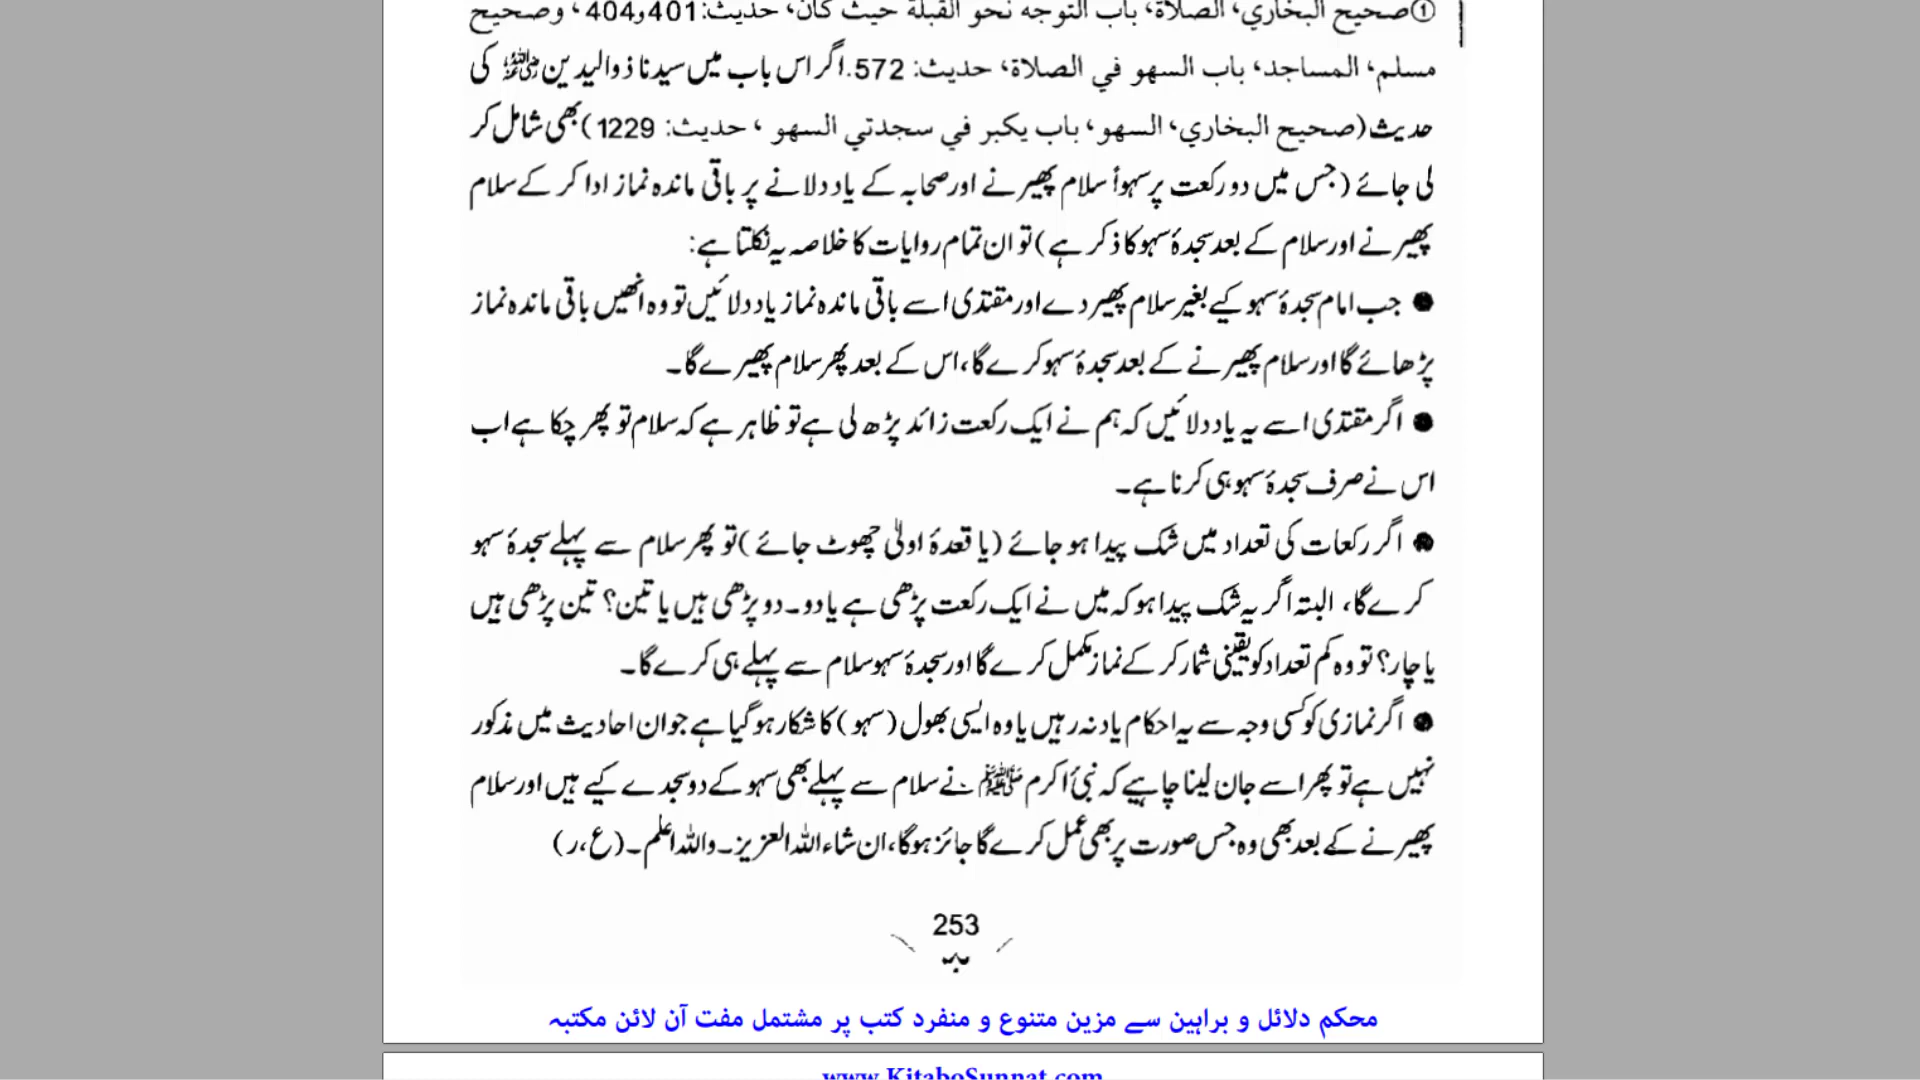 ①صحيح البخاري، الصلاة، باب التوجه نحو القبلة حيث كان، حديث:401و404، وصحيح
مسلم، المساجد، باب السهو في الصلاة، حديث: 572.اگر اس باب میں سیدنا ذوالیدین رضی اللہ عنہ کی
حدیث (صحيح البخاري، السهو، باب يكبر في سجدتي السهو ، حديث: 1229) بھی شامل کر
لی جائے (جس میں دو رکعت پر سہواً سلام پھیرنے اور صحابہ کے یاد دلانے پر باقی ماندہ نماز ادا کر کے سلام
پھیرنے اور سلام کے بعد سجدۂ سہو کا ذکر ہے) تو ان تمام روایات کا خلاصہ یہ نکلتا ہے:
● جب امام سجدۂ سہو کیے بغیر سلام پھیر دے اور مقتدی اسے باقی ماندہ نماز یاد دلائیں تو وہ انھیں باقی ماندہ نماز
پڑھائے گا اور سلام پھیرنے کے بعد سجدۂ سہو کرے گا، اس کے بعد پھر سلام پھیرے گا۔
● اگر مقتدی اسے یہ یاد دلائیں کہ ہم نے ایک رکعت زائد پڑھ لی ہے تو ظاہر ہے کہ سلام تو پھر چکا ہے اب
اس نے صرف سجدۂ سہو ہی کرنا ہے۔
● اگر رکعات کی تعداد میں شک پیدا ہو جائے (یا قعدۂ اولیٰ چھوٹ جائے) تو پھر سلام سے پہلے سجدۂ سہو
کرے گا، البتہ اگر یہ شک پیدا ہو کہ میں نے ایک رکعت پڑھی ہے یا دو۔ دو پڑھی ہیں یا تین؟ تین پڑھی ہیں
یا چار؟ تو وہ کم تعداد کو یقینی شمار کر کے نماز مکمل کرے گا اور سجدۂ سہو سلام سے پہلے ہی کرے گا۔
● اگر نمازی کو کسی وجہ سے یہ احکام یاد نہ رہیں یا وہ ایسی بھول (سہو) کا شکار ہو گیا ہے جو ان احادیث میں مذکور
نہیں ہے تو پھر اسے جان لینا چاہیے کہ نبیٔ اکرم ﷺ نے سلام سے پہلے بھی سہو کے دو سجدے کیے ہیں اور سلام
پھیرنے کے بعد بھی وہ جس صورت پر بھی عمل کرے گا جائز ہوگا، ان شاء اللہ العزیز۔ واللہ اعلم۔ (ع، ر)
253
محکم دلائل و براہین سے مزین متنوع و منفرد کتب پر مشتمل مفت آن لائن مکتبہ
www.KitaboSunnat.com